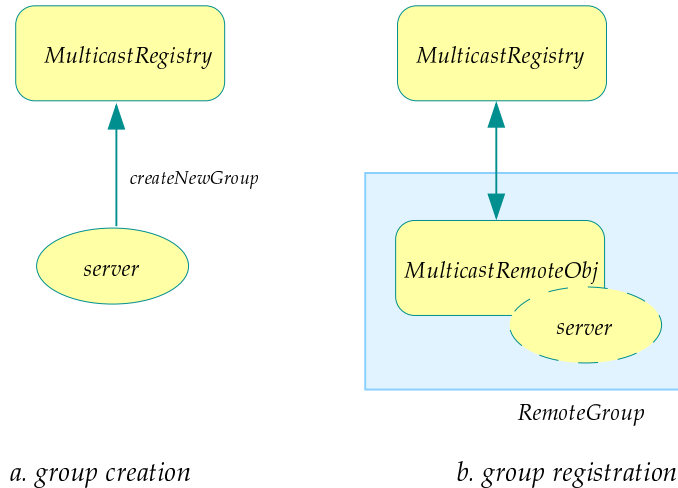 MulticastRegistry
createNewGroup
server
a. group creation
MulticastRegistry
MulticastRemoteObj
server
RemoteGroup
b. group registration